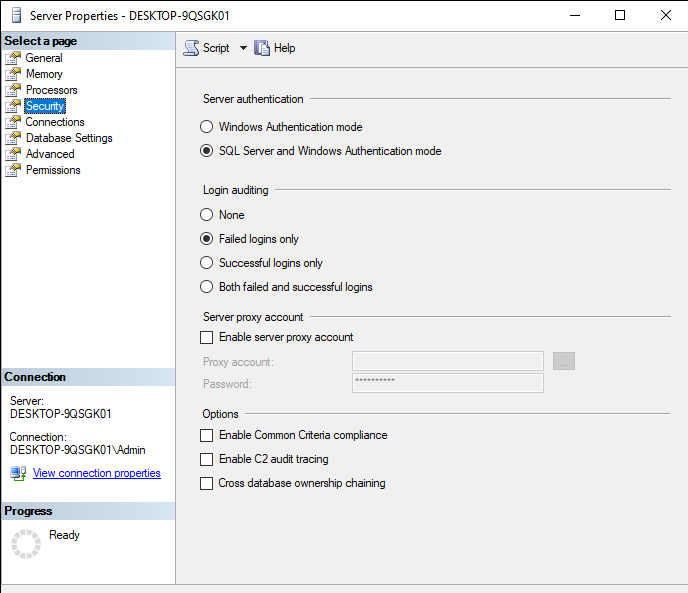 Server Properties - DESKTOP-9QSGK01
Select a page
General
Memory
Processors
Security
Connections
Database Settings
Advanced
Permissions
Connection
Server:
DESKTOP-9QSGK01
Connection:
DESKTOP-9QSGK01\Admin
View connection properties
Progress
Ready
Script Help
Server authentication
Windows Authentication mode
SQL Server and Windows Authentication mode
Login auditing
None
Failed logins only
Successful logins only
Both failed and successful logins
Server proxy account
Enable server proxy account
Proxy account:
...
Password: **********
Options
Enable Common Criteria compliance
Enable C2 audit tracing
Cross database ownership chaining